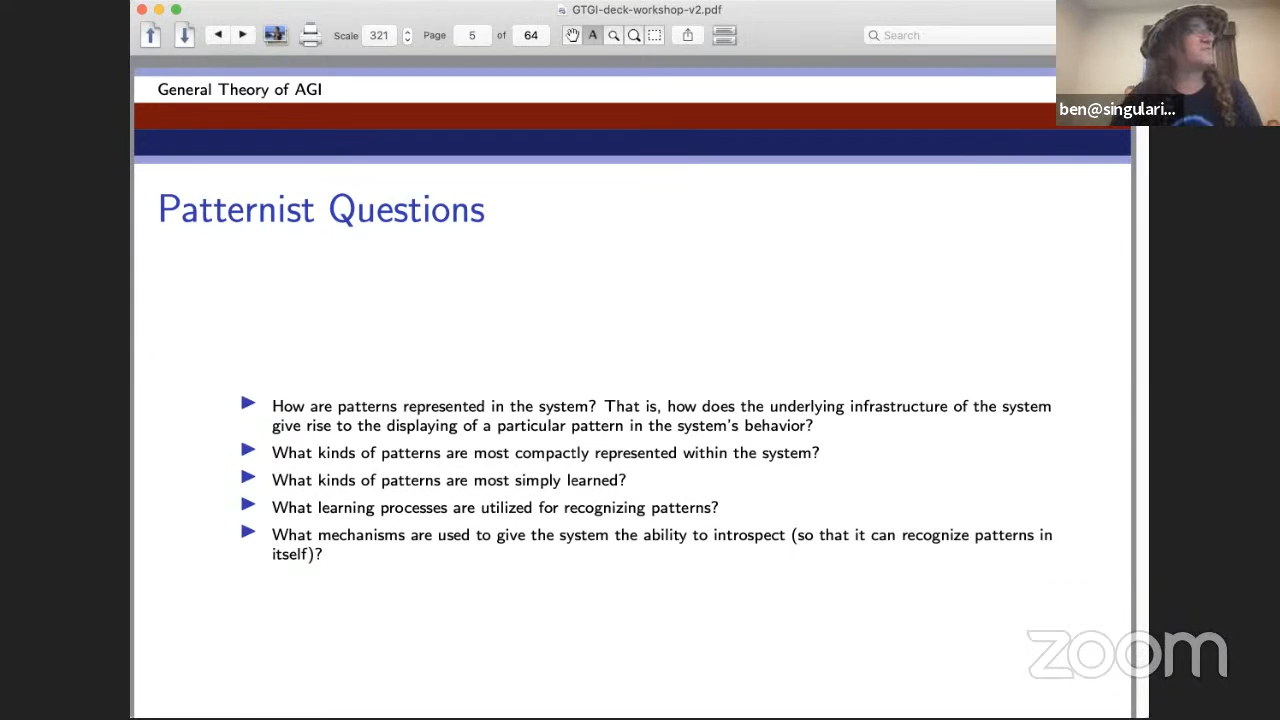 GTGI-deck-workshop-v2.pdf
Scale 321 Page 5 of 64 A Search
ben@singulari...
General Theory of AGI
Patternist Questions
How are patterns represented in the system? That is, how does the underlying infrastructure of the system
give rise to the displaying of a particular pattern in the system's behavior?
What kinds of patterns are most compactly represented within the system?
What kinds of patterns are most simply learned?
What learning processes are utilized for recognizing patterns?
What mechanisms are used to give the system the ability to introspect (so that it can recognize patterns in
itself)?
zoom